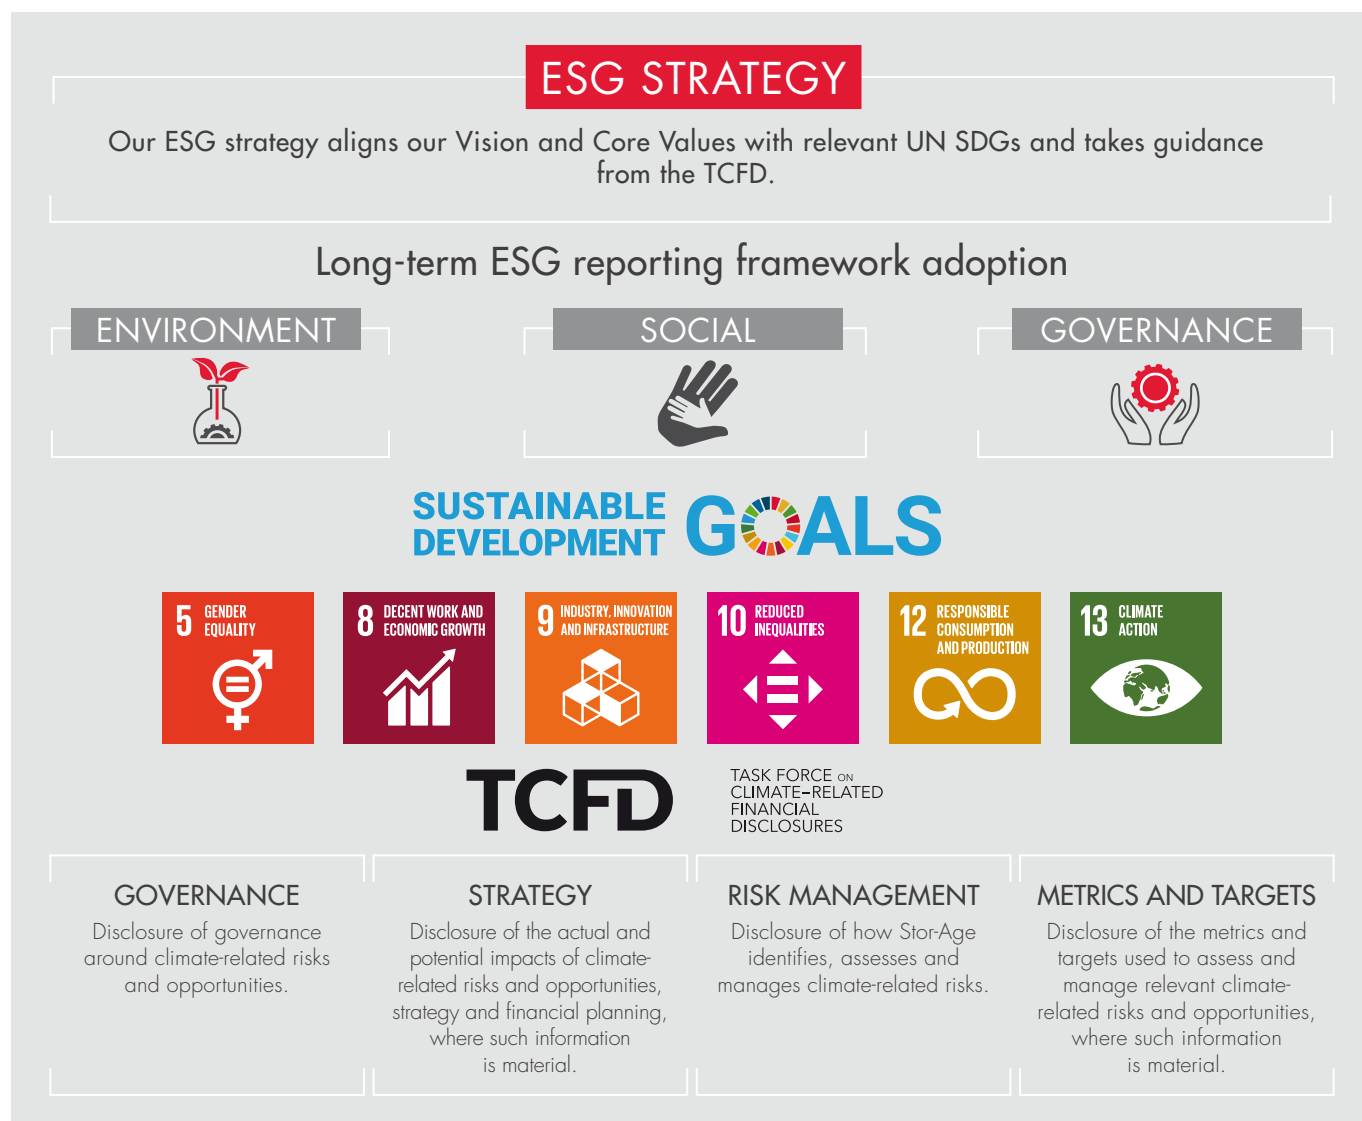 ESG STRATEGY
Our ESG strategy aligns our Vision and Core Values with relevant UN SDGs and takes guidance
from the TCFD.
Long-term ESG reporting framework adoption
ENVIRONMENT
SOCIAL
GOVERNANCE
SUSTAINABLE
DEVELOPMENT
GOALS
5 GENDER
EQUALITY
8 DECENT WORK AND
ECONOMIC GROWTH
9 INDUSTRY, INNOVATION
AND INFRASTRUCTURE
10 REDUCED
INEQUALITIES
12 RESPONSIBLE
CONSUMPTION
AND PRODUCTION
13 CLIMATE
ACTION
TCFD
TASK FORCE ON
CLIMATE-RELATED
FINANCIAL
DISCLOSURES
GOVERNANCE
Disclosure of governance
around climate-related risks
and opportunities.
STRATEGY
Disclosure of the actual and
potential impacts of climate-
related risks and opportunities,
strategy and financial planning,
where such information
is material.
RISK MANAGEMENT
Disclosure of how Stor-Age
identifies, assesses and
manages climate-related risks.
METRICS AND TARGETS
Disclosure of the metrics and
targets used to assess and
manage relevant climate-
related risks and opportunities,
where such information
is material.